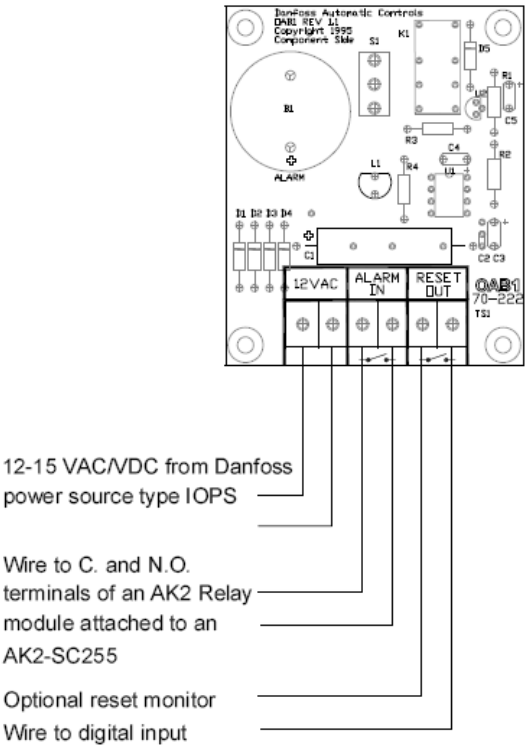 Danfoss Automatic Controls
OAB1 REV 1.1
Copyright 1995
Component Side
S1
K1
D5
R1
U2
C5
B1
ALARM
R3
C4
L1
R4
U1
R2
D1 D2 D3 D4
C1
C2 C3
12VAC
ALARM IN
RESET OUT
OAB1
70-222
TS1
12-15 VAC/VDC from Danfoss
power source type IOPS
Wire to C. and N.O.
terminals of an AK2 Relay
module attached to an
AK2-SC255
Optional reset monitor
Wire to digital input